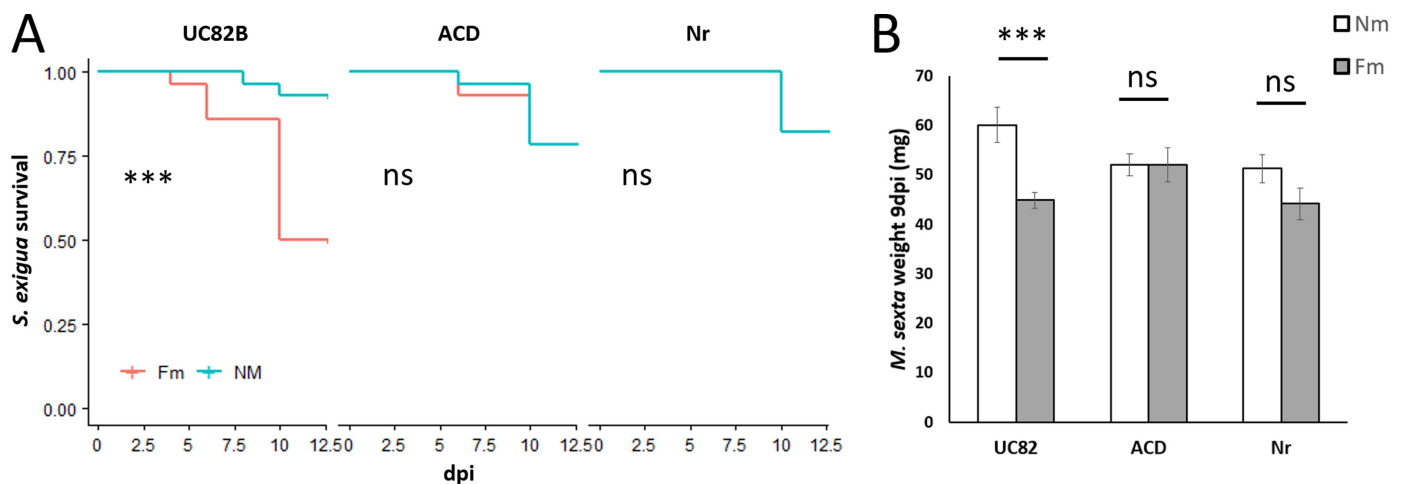 A
UC82B ACD Nr
1.00
0.75
0.50
0.25
0.00
S. exigua survival
*** ns ns
Fm NM
0 2.5 5 7.5 10 12.5 0 2.5 5 7.5 10 12.5 0 2.5 5 7.5 10 12.5
dpi
B
Nm
Fm
*** ns ns
70
60
50
40
30
20
10
0
M. sexta weight 9dpi (mg)
UC82 ACD Nr